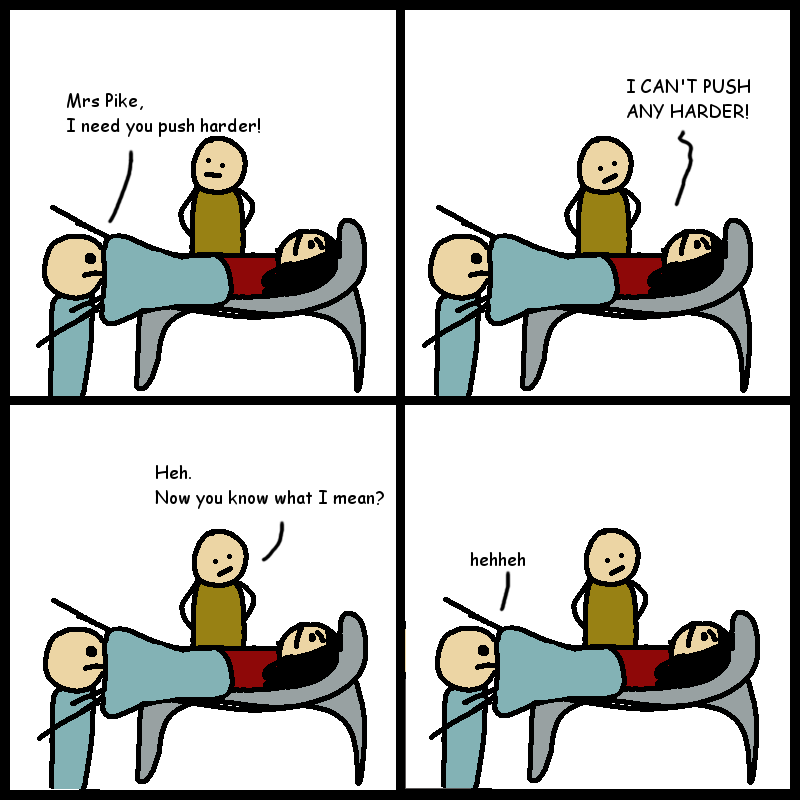 Mrs Pike,
I need you push harder!
I CAN'T PUSH
ANY HARDER!
Heh.
Now you know what I mean?
hehheh